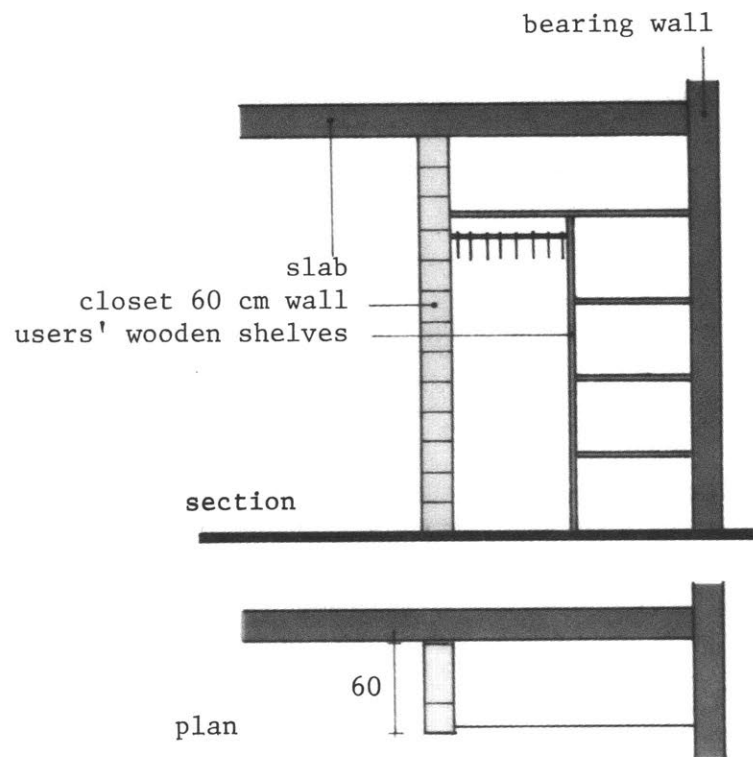 bearing wall
slab
closet 60 cm wall
users' wooden shelves
section
60
plan